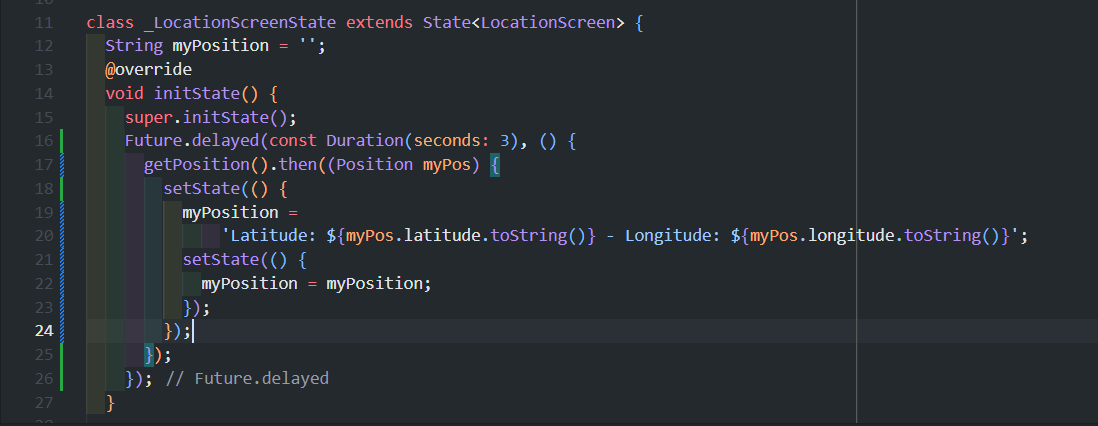 11 class _LocationScreenState extends State<LocationScreen> {
12   String myPosition = '';
13   @override
14   void initState() {
15     super.initState();
16     Future.delayed(const Duration(seconds: 3), () {
17       getPosition().then((Position myPos) {
18         setState(() {
19           myPosition =
20               'Latitude: ${myPos.latitude.toString()} - Longitude: ${myPos.longitude.toString()}';
21           setState(() {
22             myPosition = myPosition;
23           });
24         });
25       });
26     }); // Future.delayed
27   }